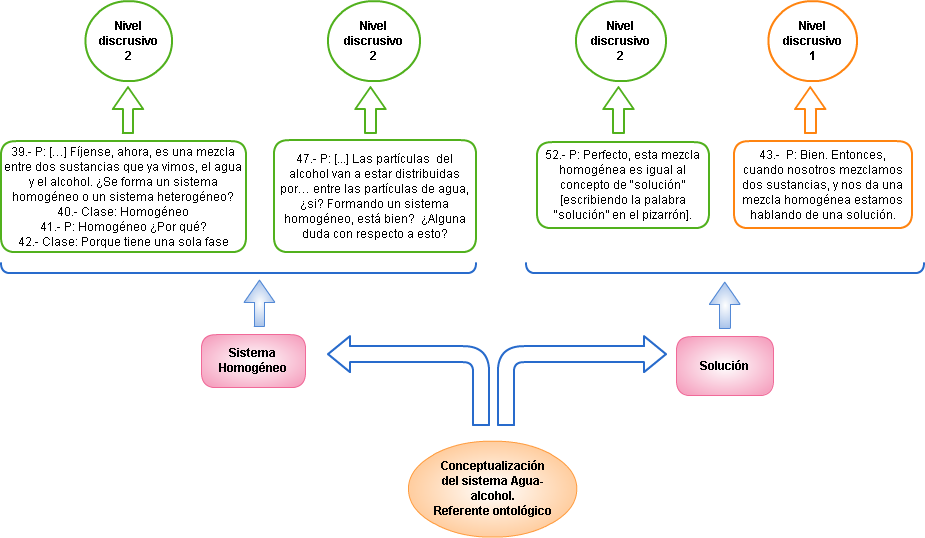 Nivel
discrusivo
2
Nivel
discrusivo
2
Nivel
discrusivo
2
Nivel
discrusivo
1
39.- P: [...] Fíjense, ahora, es una mezcla
entre dos sustancias que ya vimos, el agua
y el alcohol. ¿Se forma un sistema
homogéneo o un sistema heterogéneo?
40.- Clase: Homogéneo
41.- P: Homogéneo ¿Por qué?
42.- Clase: Porque tiene una sola fase
47.- P: [...] Las partículas del
alcohol van a estar distribuidas
por... entre las partículas de agua,
¿si? Formando un sistema
homogéneo, está bien? ¿Alguna
duda con respecto a esto?
52.- P: Perfecto, esta mezcla
homogénea es igual al
concepto de "solución"
[escribiendo la palabra
"solución" en el pizarrón].
43.- P: Bien. Entonces,
cuando nosotros mezclamos
dos sustancias, y nos da una
mezcla homogénea estamos
hablando de una solución.
Sistema
Homogéneo
Solución
Conceptualización
del sistema Agua-
alcohol.
Referente ontológico